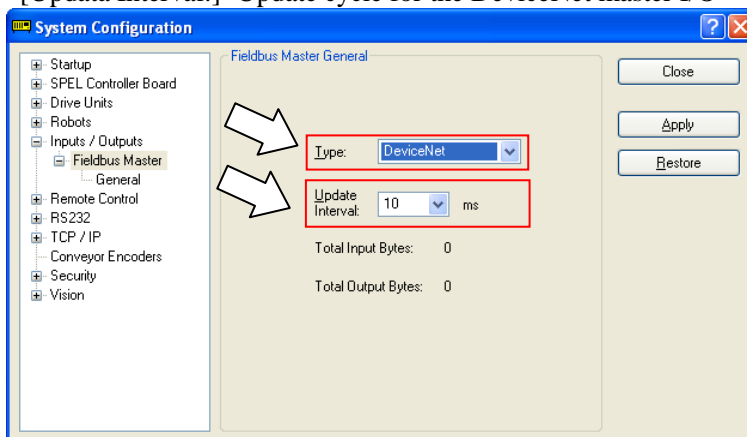 [Updata Interval:] Update cycle for the DeviceNet master I/O
System Configuration
Startup
SPEL Controller Board
Drive Units
Robots
Inputs / Outputs
Fieldbus Master
General
Remote Control
RS232
TCP / IP
Conveyor Encoders
Security
Vision
Fieldbus Master General
Type: DeviceNet
Update
Interval: 10 ms
Total Input Bytes: 0
Total Output Bytes: 0
Close
Apply
Restore